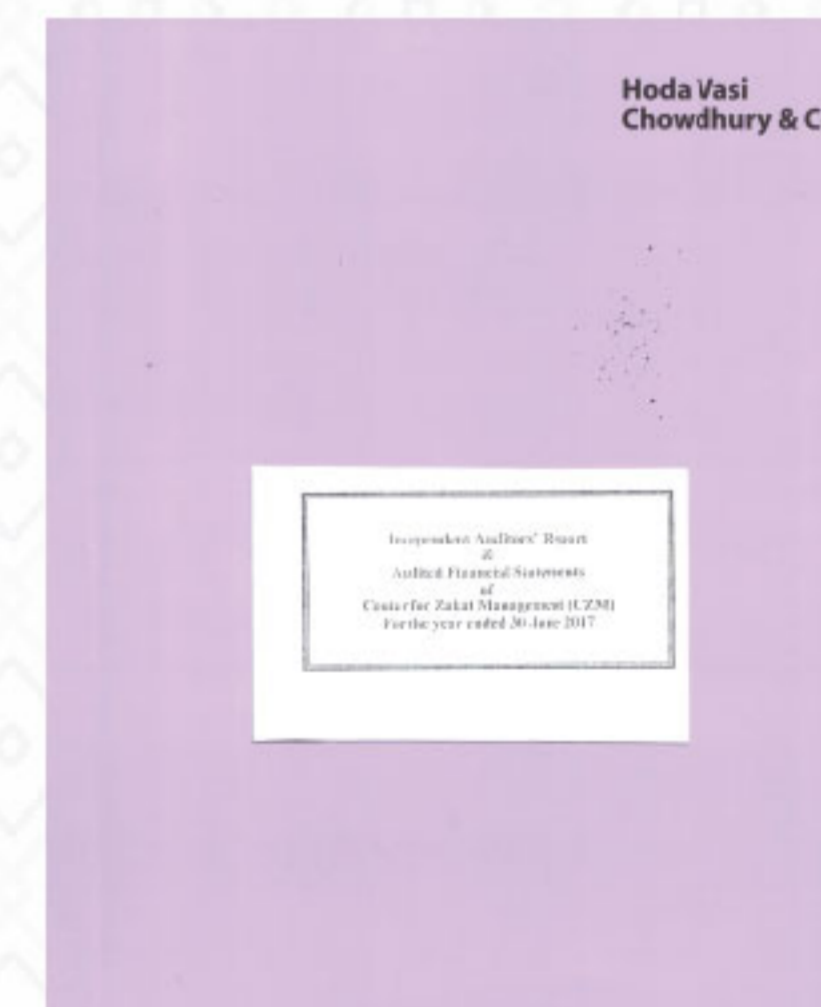 Hoda Vasi
Chowdhury & C
Independent Auditors' Report
&
Audited Financial Statements
of
Center for Zakat Management (CZM)
For the year ended 30 June 2017